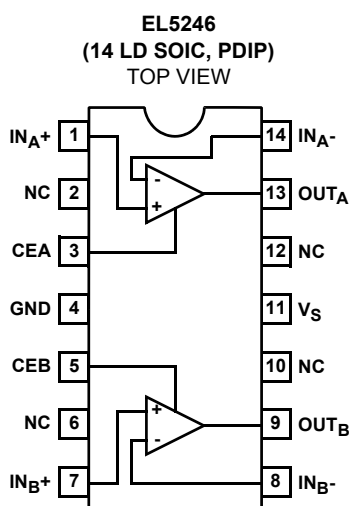 EL5246
(14 LD SOIC, PDIP)
TOP VIEW
INA+ 1 14 INA-
- +
NC 2 13 OUTA
CEA 3 12 NC
GND 4 11 VS
CEB 5 10 NC
+ -
NC 6 9 OUTB
INB+ 7 8 INB-